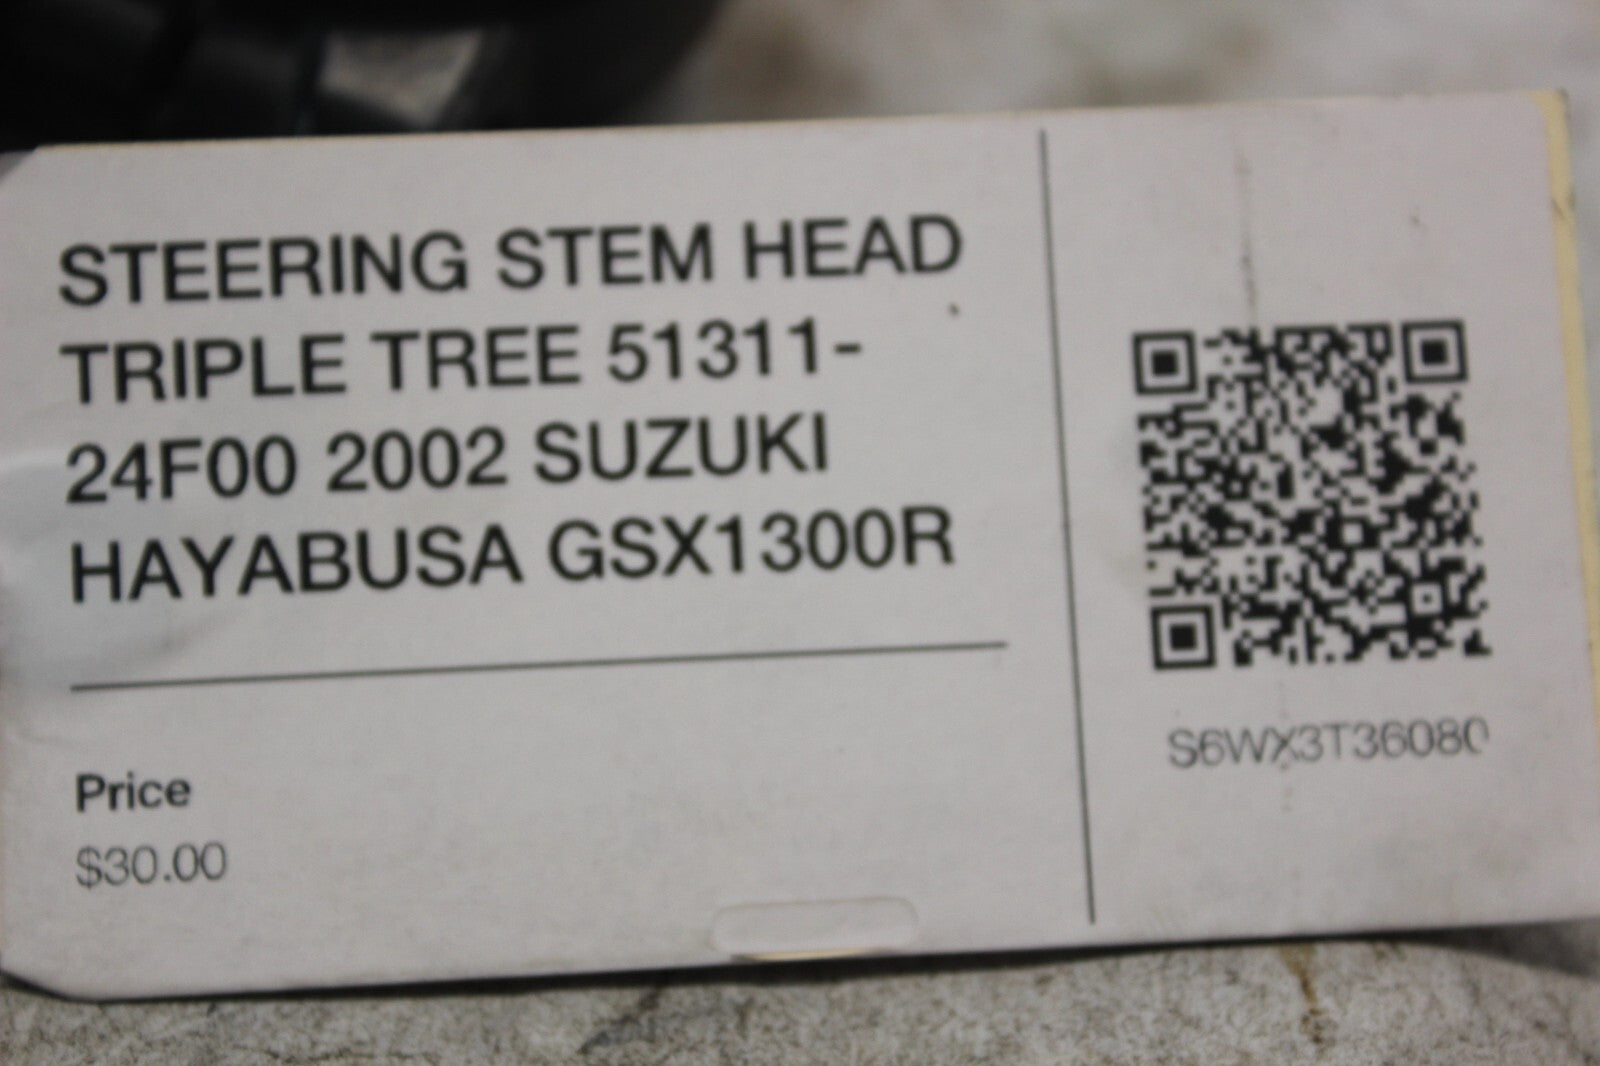 STEERING STEM HEAD
TRIPLE TREE 51311-
24F00 2002 SUZUKI
HAYABUSA GSX1300R
Price
$30.00
S6WX3T36080